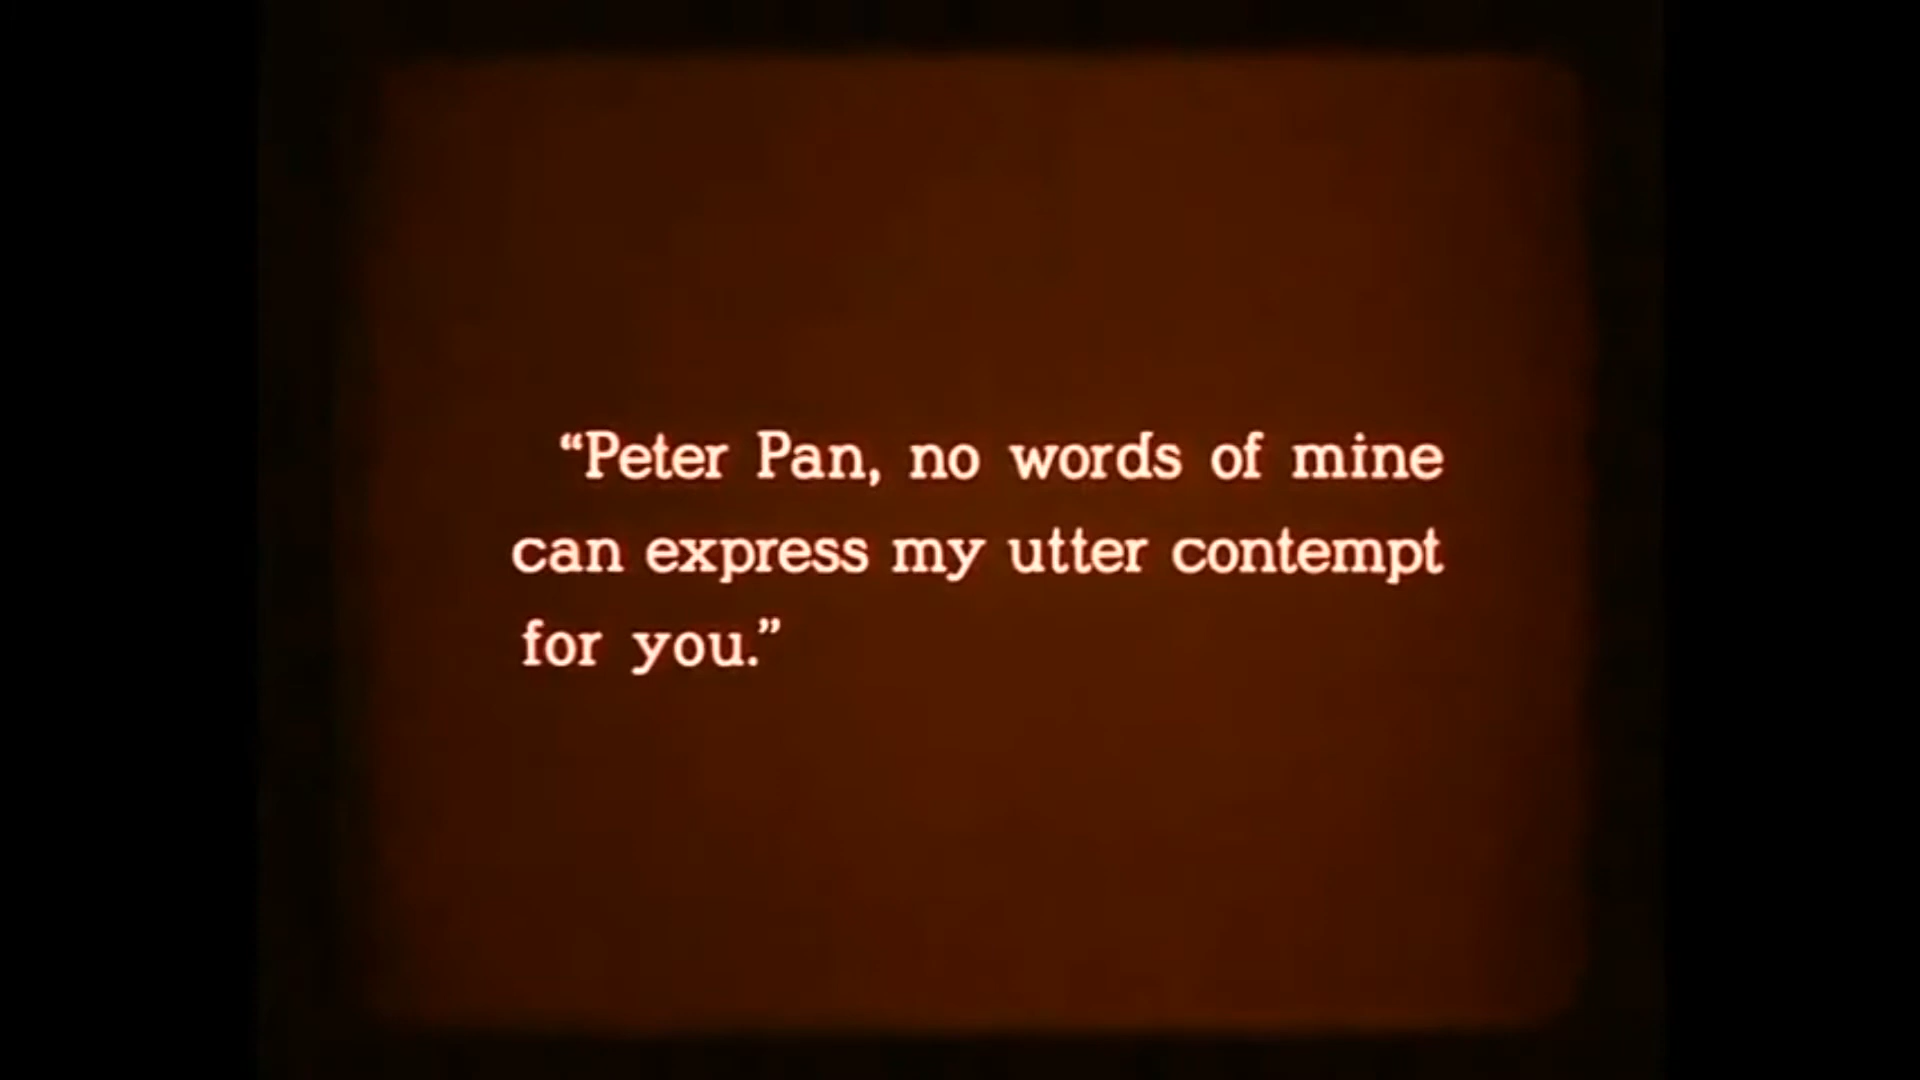 “Peter Pan, no words of mine
can express my utter contempt
for you.”